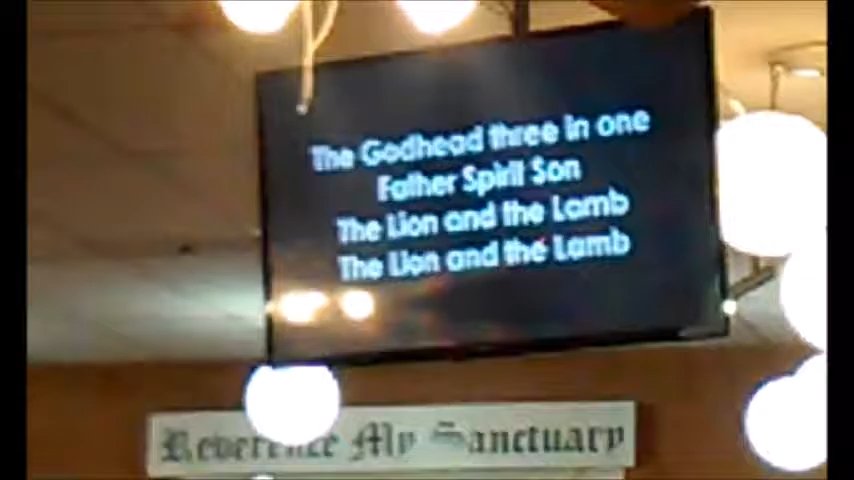 The Godhead three in one
Father Spirit Son
The Lion and the Lamb
The Lion and the Lamb
Reverence My Sanctuary